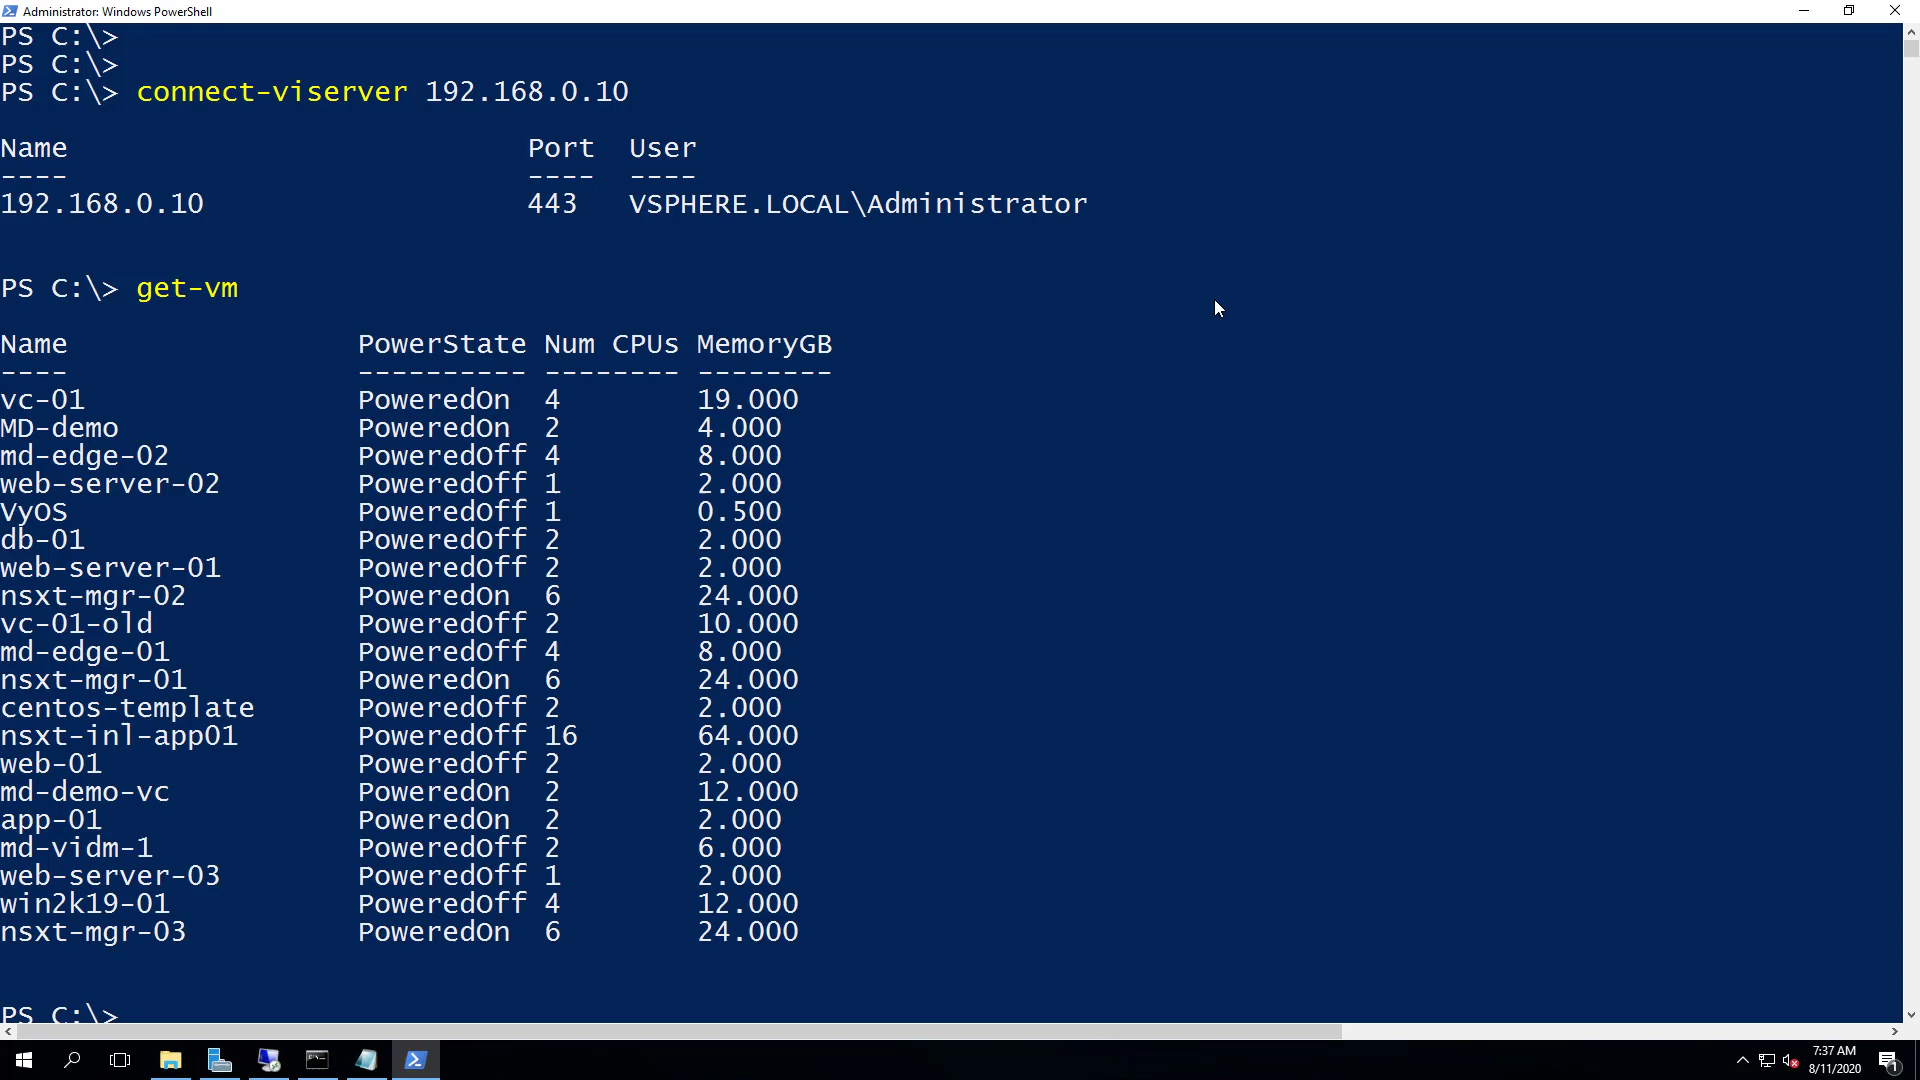 Administrator: Windows PowerShell
PS C:\>
PS C:\>
PS C:\> connect-viserver 192.168.0.10
Name Port User
---- ---- ----
192.168.0.10 443 VSPHERE.LOCAL\Administrator
PS C:\> get-vm
Name PowerState Num CPUs MemoryGB
---- ---------- -------- --------
vc-01 PoweredOn 4 19.000
MD-demo PoweredOn 2 4.000
md-edge-02 PoweredOff 4 8.000
web-server-02 PoweredOff 1 2.000
VyOS PoweredOff 1 0.500
db-01 PoweredOff 2 2.000
web-server-01 PoweredOff 2 2.000
nsxt-mgr-02 PoweredOn 6 24.000
vc-01-old PoweredOff 2 10.000
md-edge-01 PoweredOff 4 8.000
nsxt-mgr-01 PoweredOn 6 24.000
centos-template PoweredOff 2 2.000
nsxt-inl-app01 PoweredOff 16 64.000
web-01 PoweredOff 2 2.000
md-demo-vc PoweredOn 2 12.000
app-01 PoweredOn 2 2.000
md-vidm-1 PoweredOff 2 6.000
web-server-03 PoweredOff 1 2.000
win2k19-01 PoweredOff 4 12.000
nsxt-mgr-03 PoweredOn 6 24.000
PS C:\>
7:37 AM
8/11/2020
1